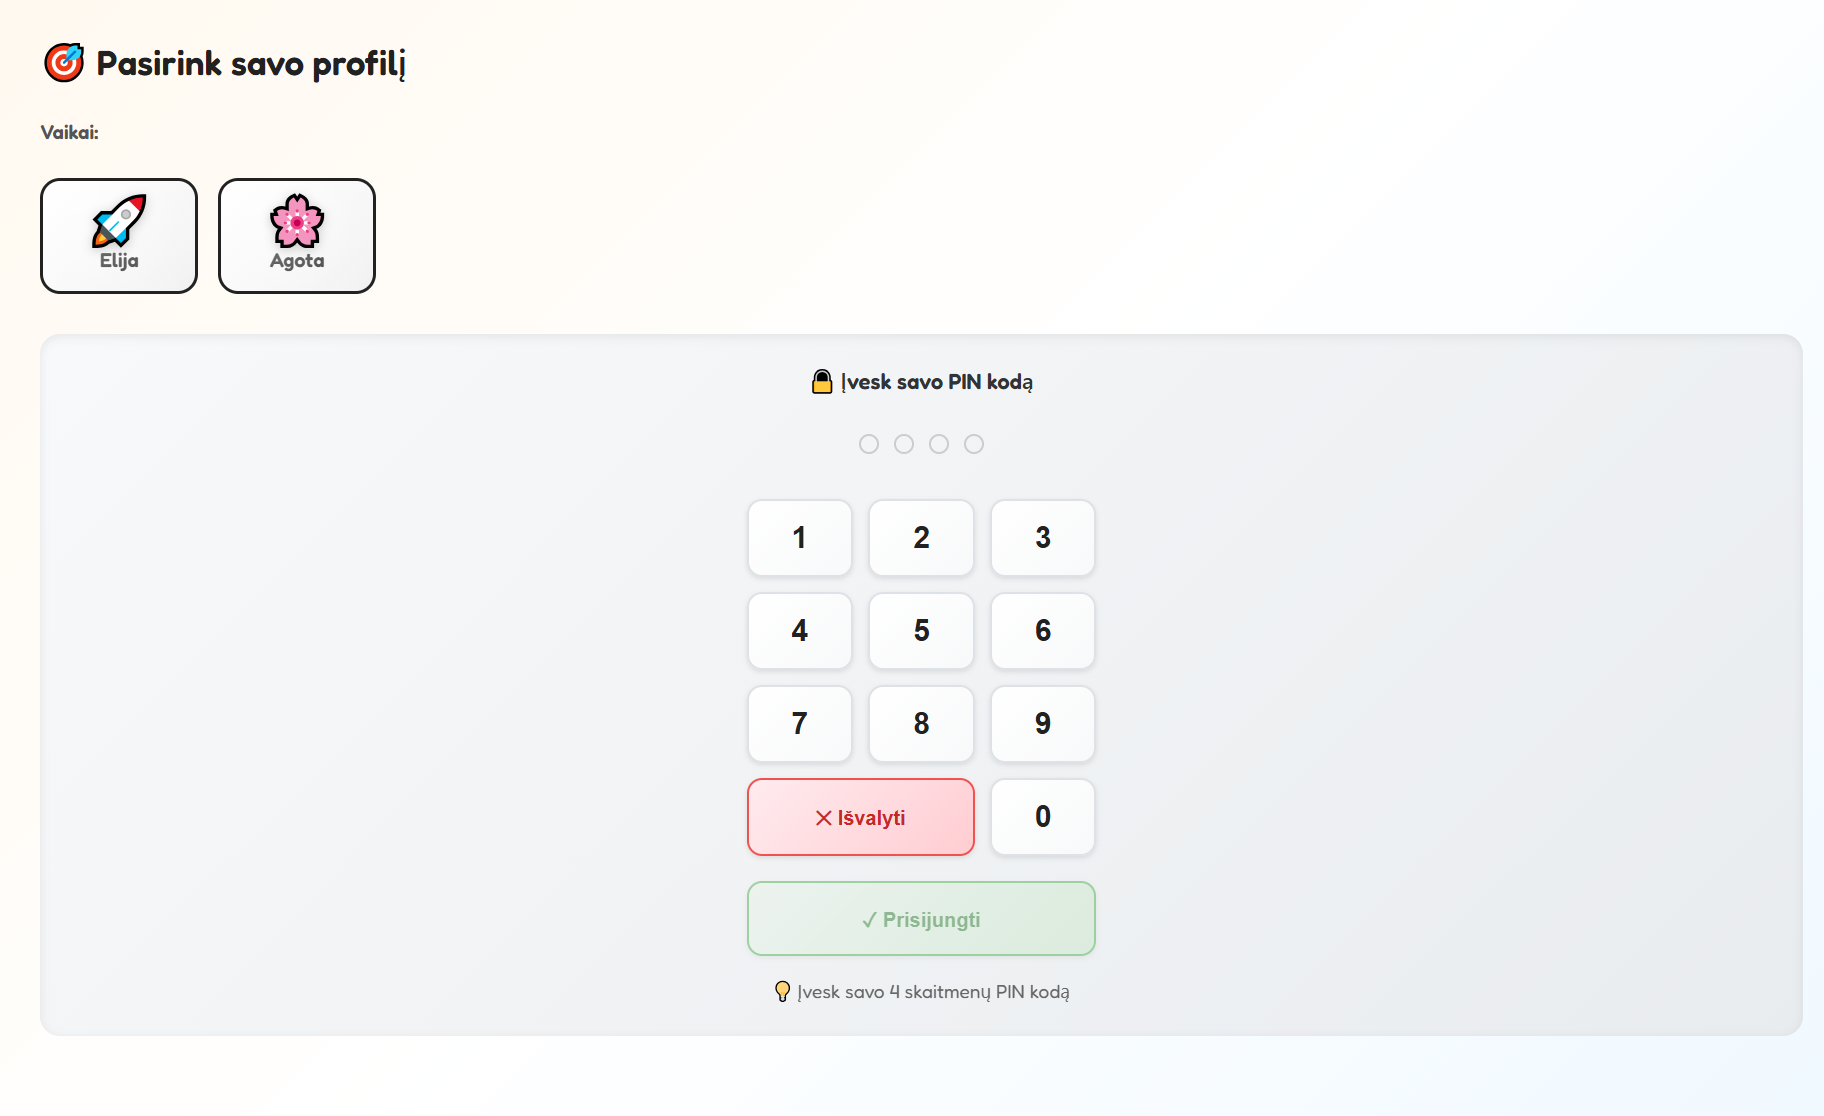 Pasirink savo profilį
Vaikai:
Elija
Agota
Įvesk savo PIN kodą
1 2 3
4 5 6
7 8 9
✕ Išvalyti 0
✓ Prisijungti
Įvesk savo 4 skaitmenų PIN kodą